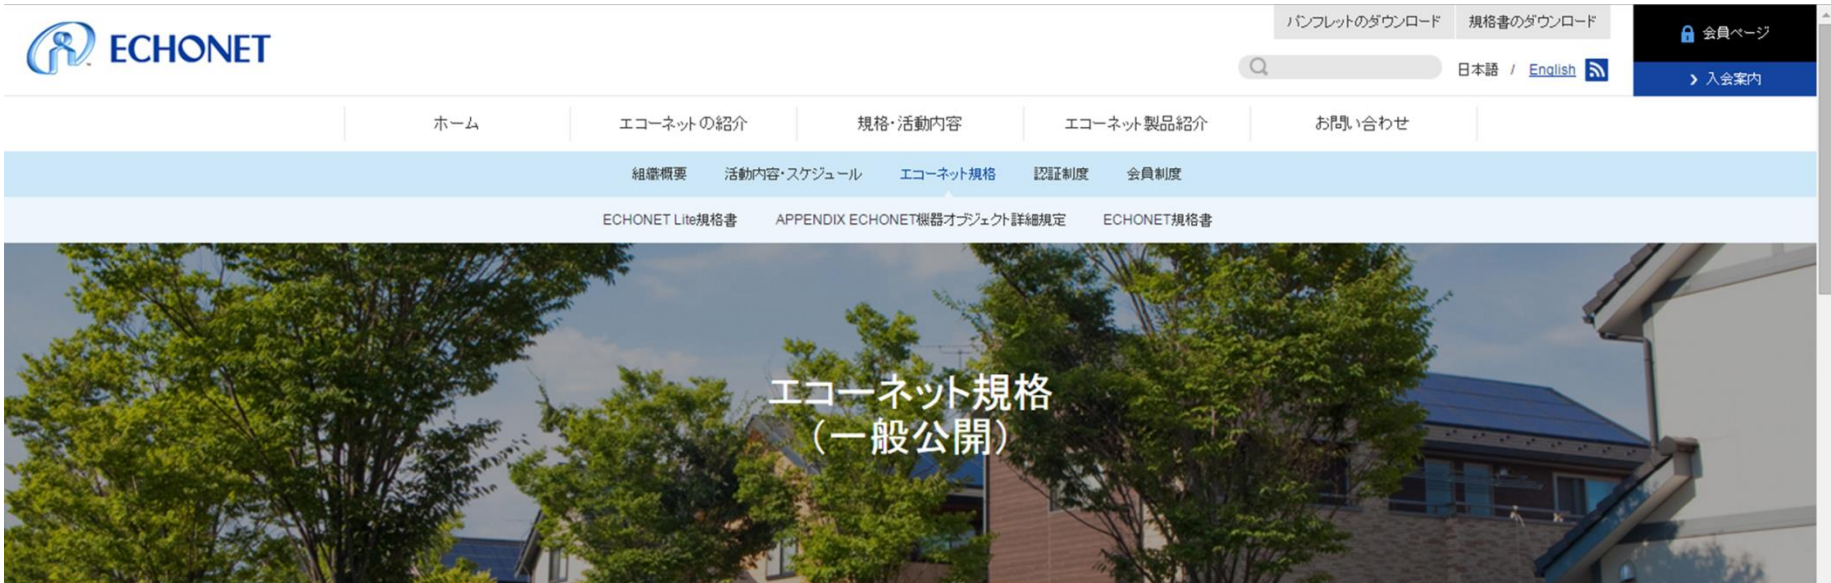 ECHONET
パンフレットのダウンロード 規格書のダウンロード
会員ページ
日本語 / English
入会案内
ホーム エコーネットの紹介 規格・活動内容 エコーネット製品紹介 お問い合わせ
組織概要 活動内容・スケジュール エコーネット規格 認証制度 会員制度
ECHONET Lite規格書 APPENDIX ECHONET機器オブジェクト詳細規定 ECHONET規格書
エコーネット規格
（一般公開）